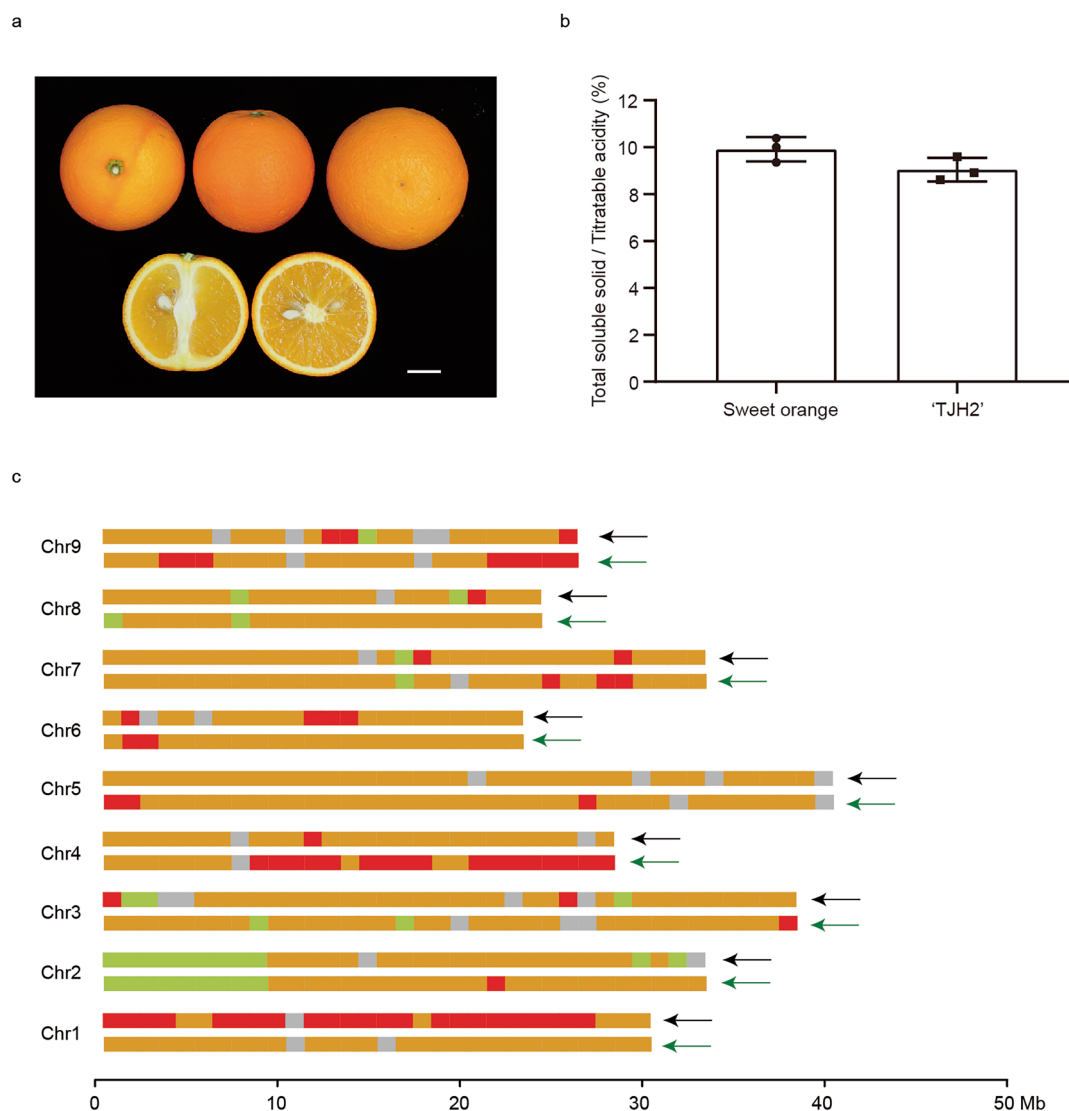 a
b
Total soluble solid / Titratable acidity (%)
12
10
8
6
4
2
0
Sweet orange
‘TJH2’
c
Chr9
Chr8
Chr7
Chr6
Chr5
Chr4
Chr3
Chr2
Chr1
0
10
20
30
40
50 Mb